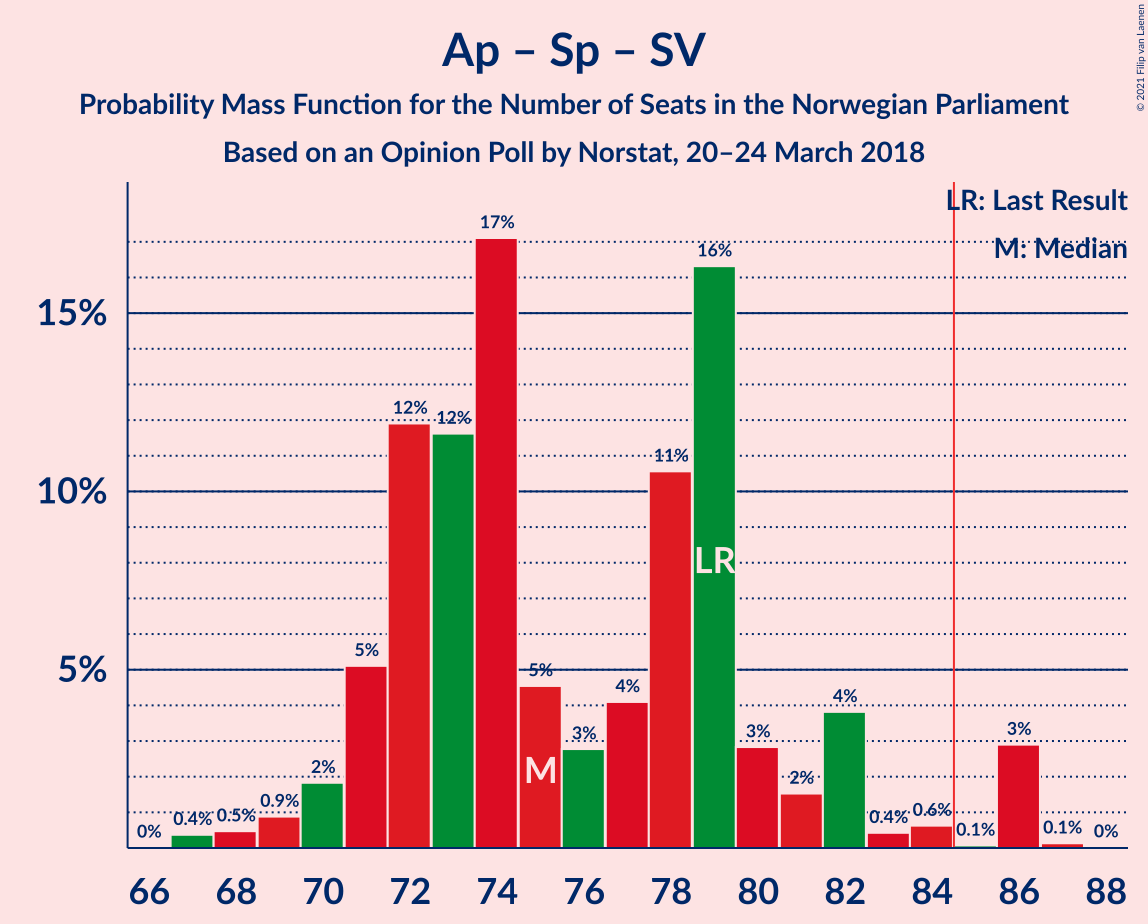 Ap – Sp – SV
Probability Mass Function for the Number of Seats in the Norwegian Parliament
Based on an Opinion Poll by Norstat, 20–24 March 2018
© 2021 Filip van Laenen
LR: Last Result
M: Median
15%
10%
5%
0%
0.4%
0.5%
0.9%
2%
5%
12%
12%
17%
5%
3%
4%
11%
16%
3%
2%
4%
0.4%
0.6%
0.1%
3%
0.1%
0%
M
LR
66 68 70 72 74 76 78 80 82 84 86 88